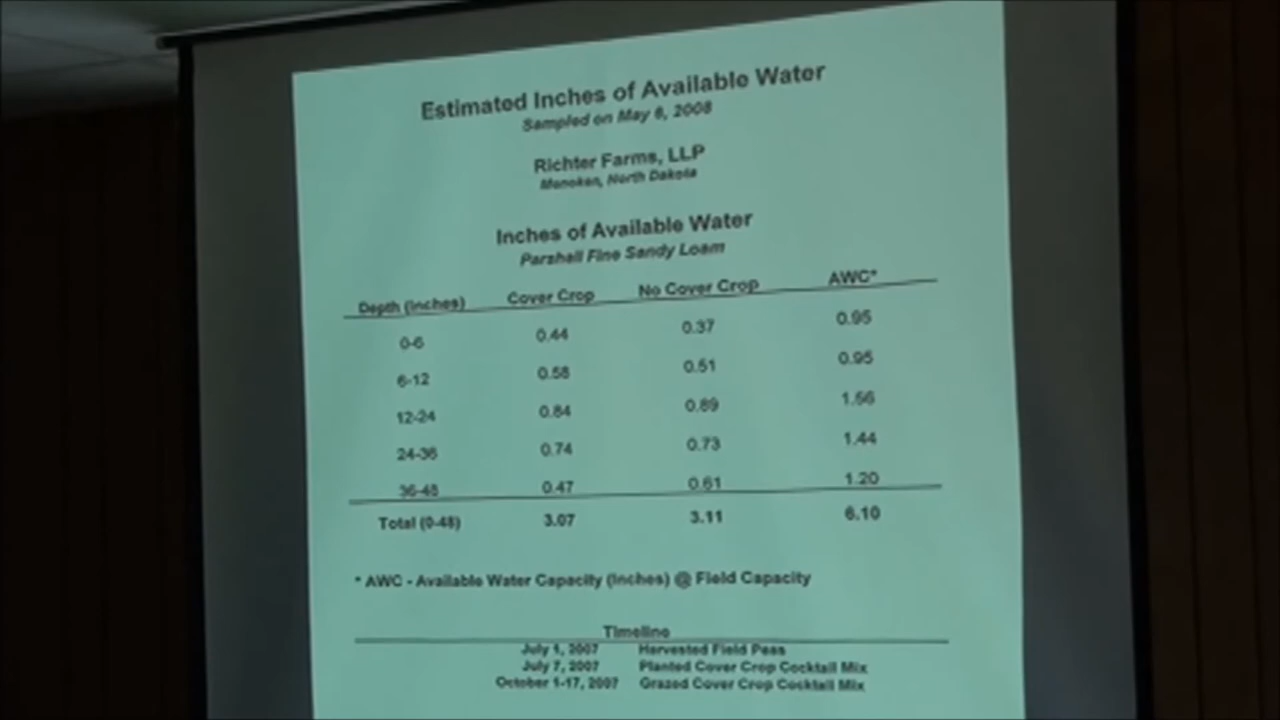 Estimated Inches of Available Water
Sampled on May 6, 2008
Richter Farms, LLP
Menoken, North Dakota
Inches of Available Water
Parshall Fine Sandy Loam
Depth (inches) Cover Crop No Cover Crop AWC*
0-6 0.44 0.37 0.95
6-12 0.58 0.51 0.95
12-24 0.84 0.89 1.56
24-36 0.74 0.73 1.44
36-48 0.47 0.61 1.20
Total (0-48) 3.07 3.11 6.10
* AWC - Available Water Capacity (Inches) @ Field Capacity
Timeline
July 1, 2007 Harvested Field Peas
July 7, 2007 Planted Cover Crop Cocktail Mix
October 1-17, 2007 Grazed Cover Crop Cocktail Mix